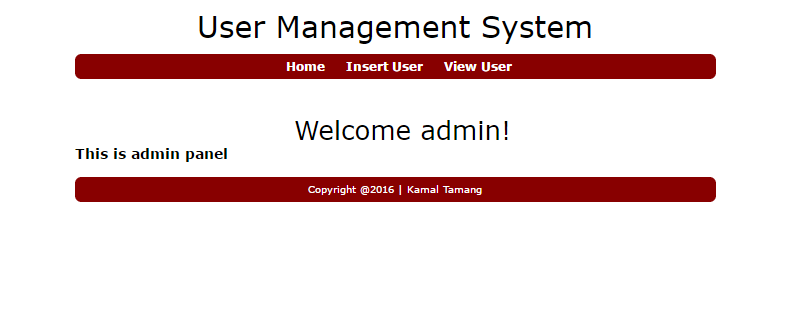 User Management System
Home Insert User View User
Welcome admin!
This is admin panel
Copyright @2016 | Kamal Tamang